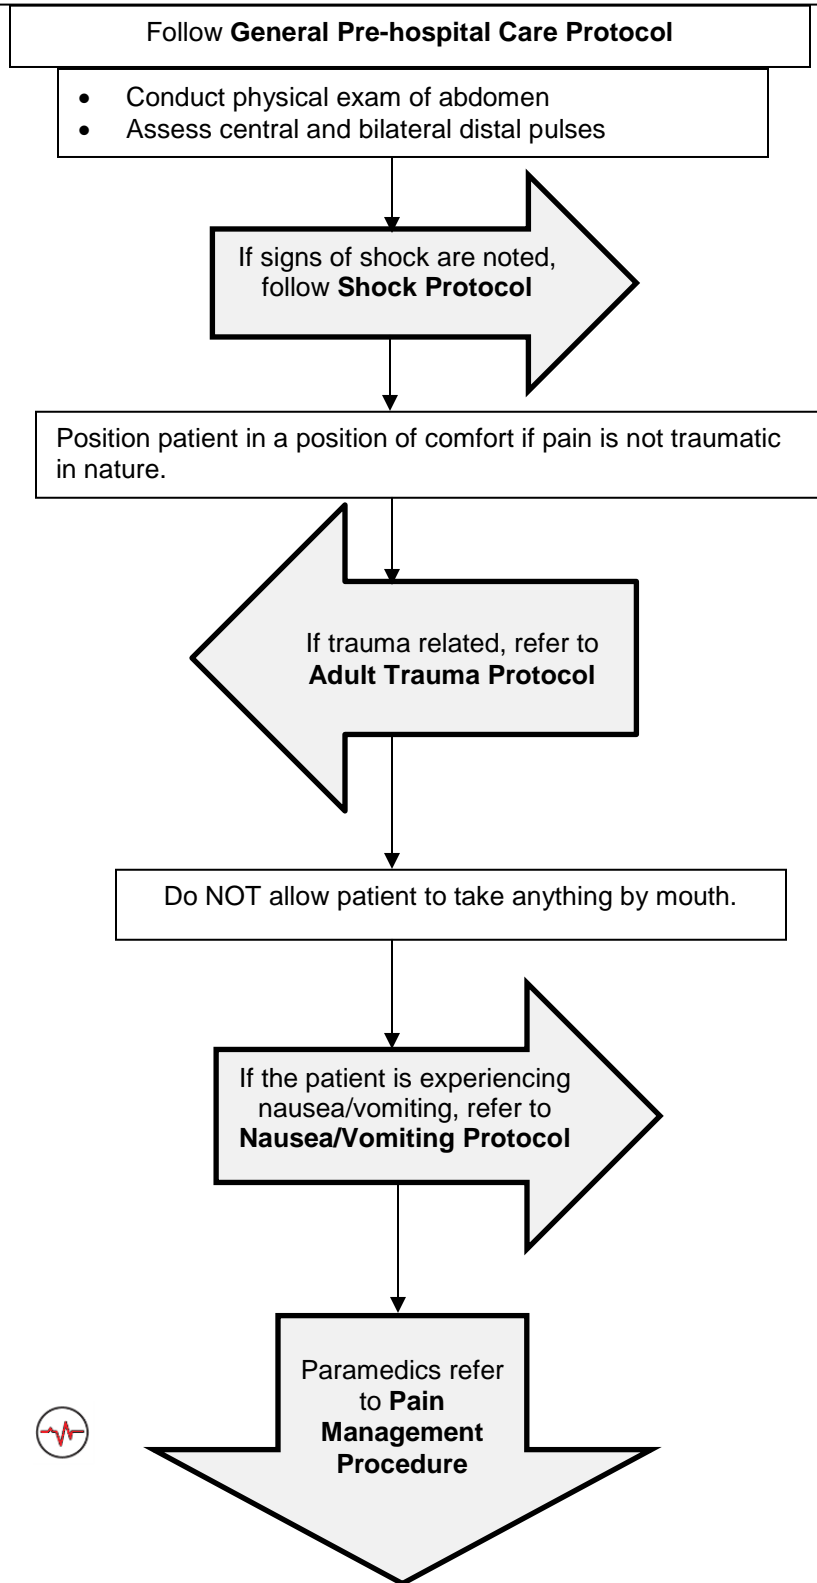 Follow General Pre-hospital Care Protocol
• Conduct physical exam of abdomen
• Assess central and bilateral distal pulses
If signs of shock are noted,
follow Shock Protocol
Position patient in a position of comfort if pain is not traumatic
in nature.
If trauma related, refer to
Adult Trauma Protocol
Do NOT allow patient to take anything by mouth.
If the patient is experiencing
nausea/vomiting, refer to
Nausea/Vomiting Protocol
Paramedics refer
to Pain
Management
Procedure